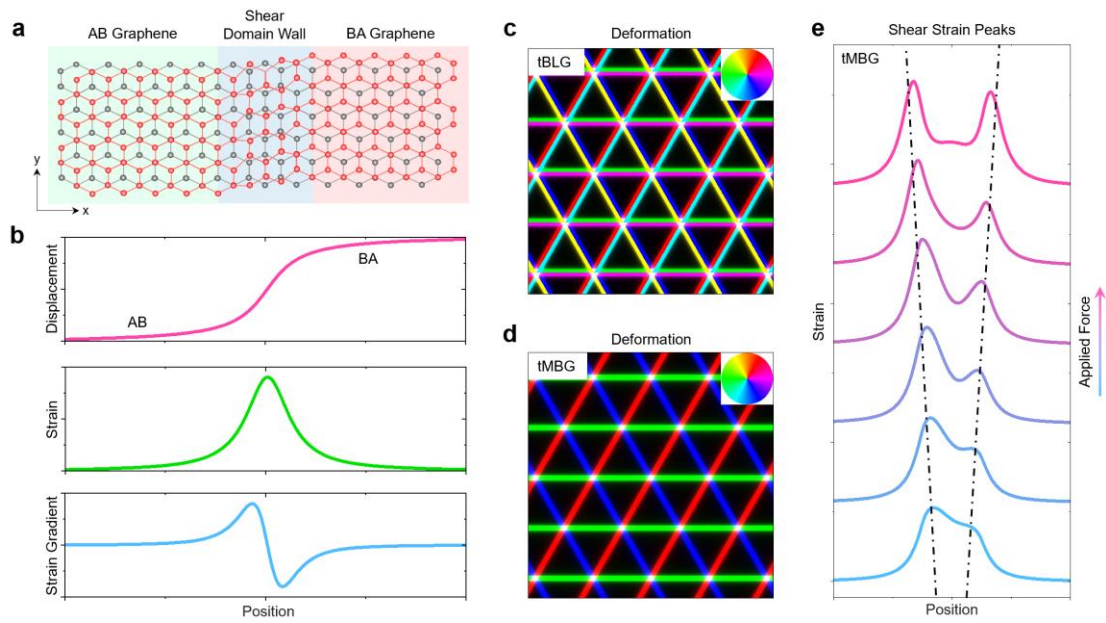 a
AB Graphene
Shear
Domain Wall
BA Graphene
y
x
b
Displacement
AB
BA
Strain
Strain Gradient
Position
c
Deformation
tBLG
d
Deformation
tMBG
e
Shear Strain Peaks
tMBG
Strain
Applied Force
Position